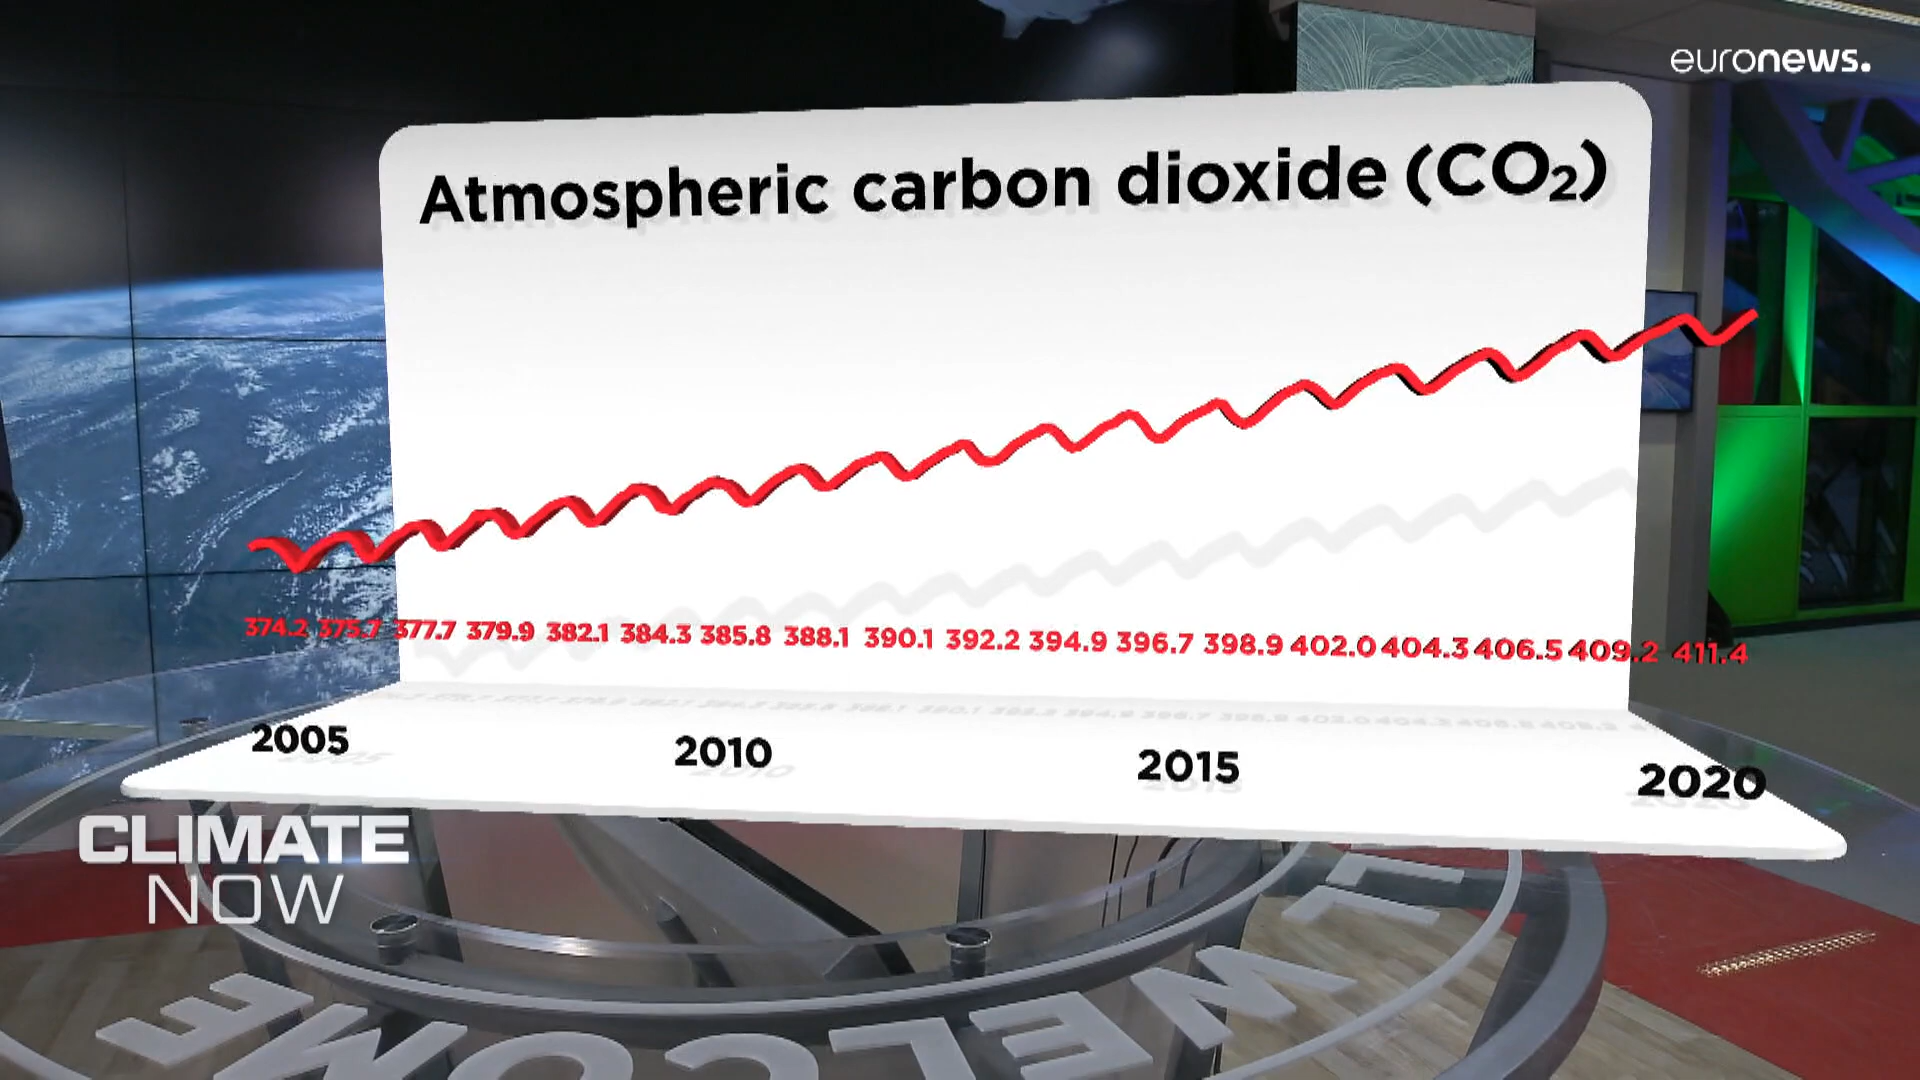 euronews.
Atmospheric carbon dioxide (CO₂)
374.2 375.7 377.7 379.9 382.1 384.3 385.8 388.1 390.1 392.2 394.9 396.7 398.9 402.0 404.3 406.5 409.2 411.4
2005 2010 2015 2020
CLIMATE
NOW
WELCOME